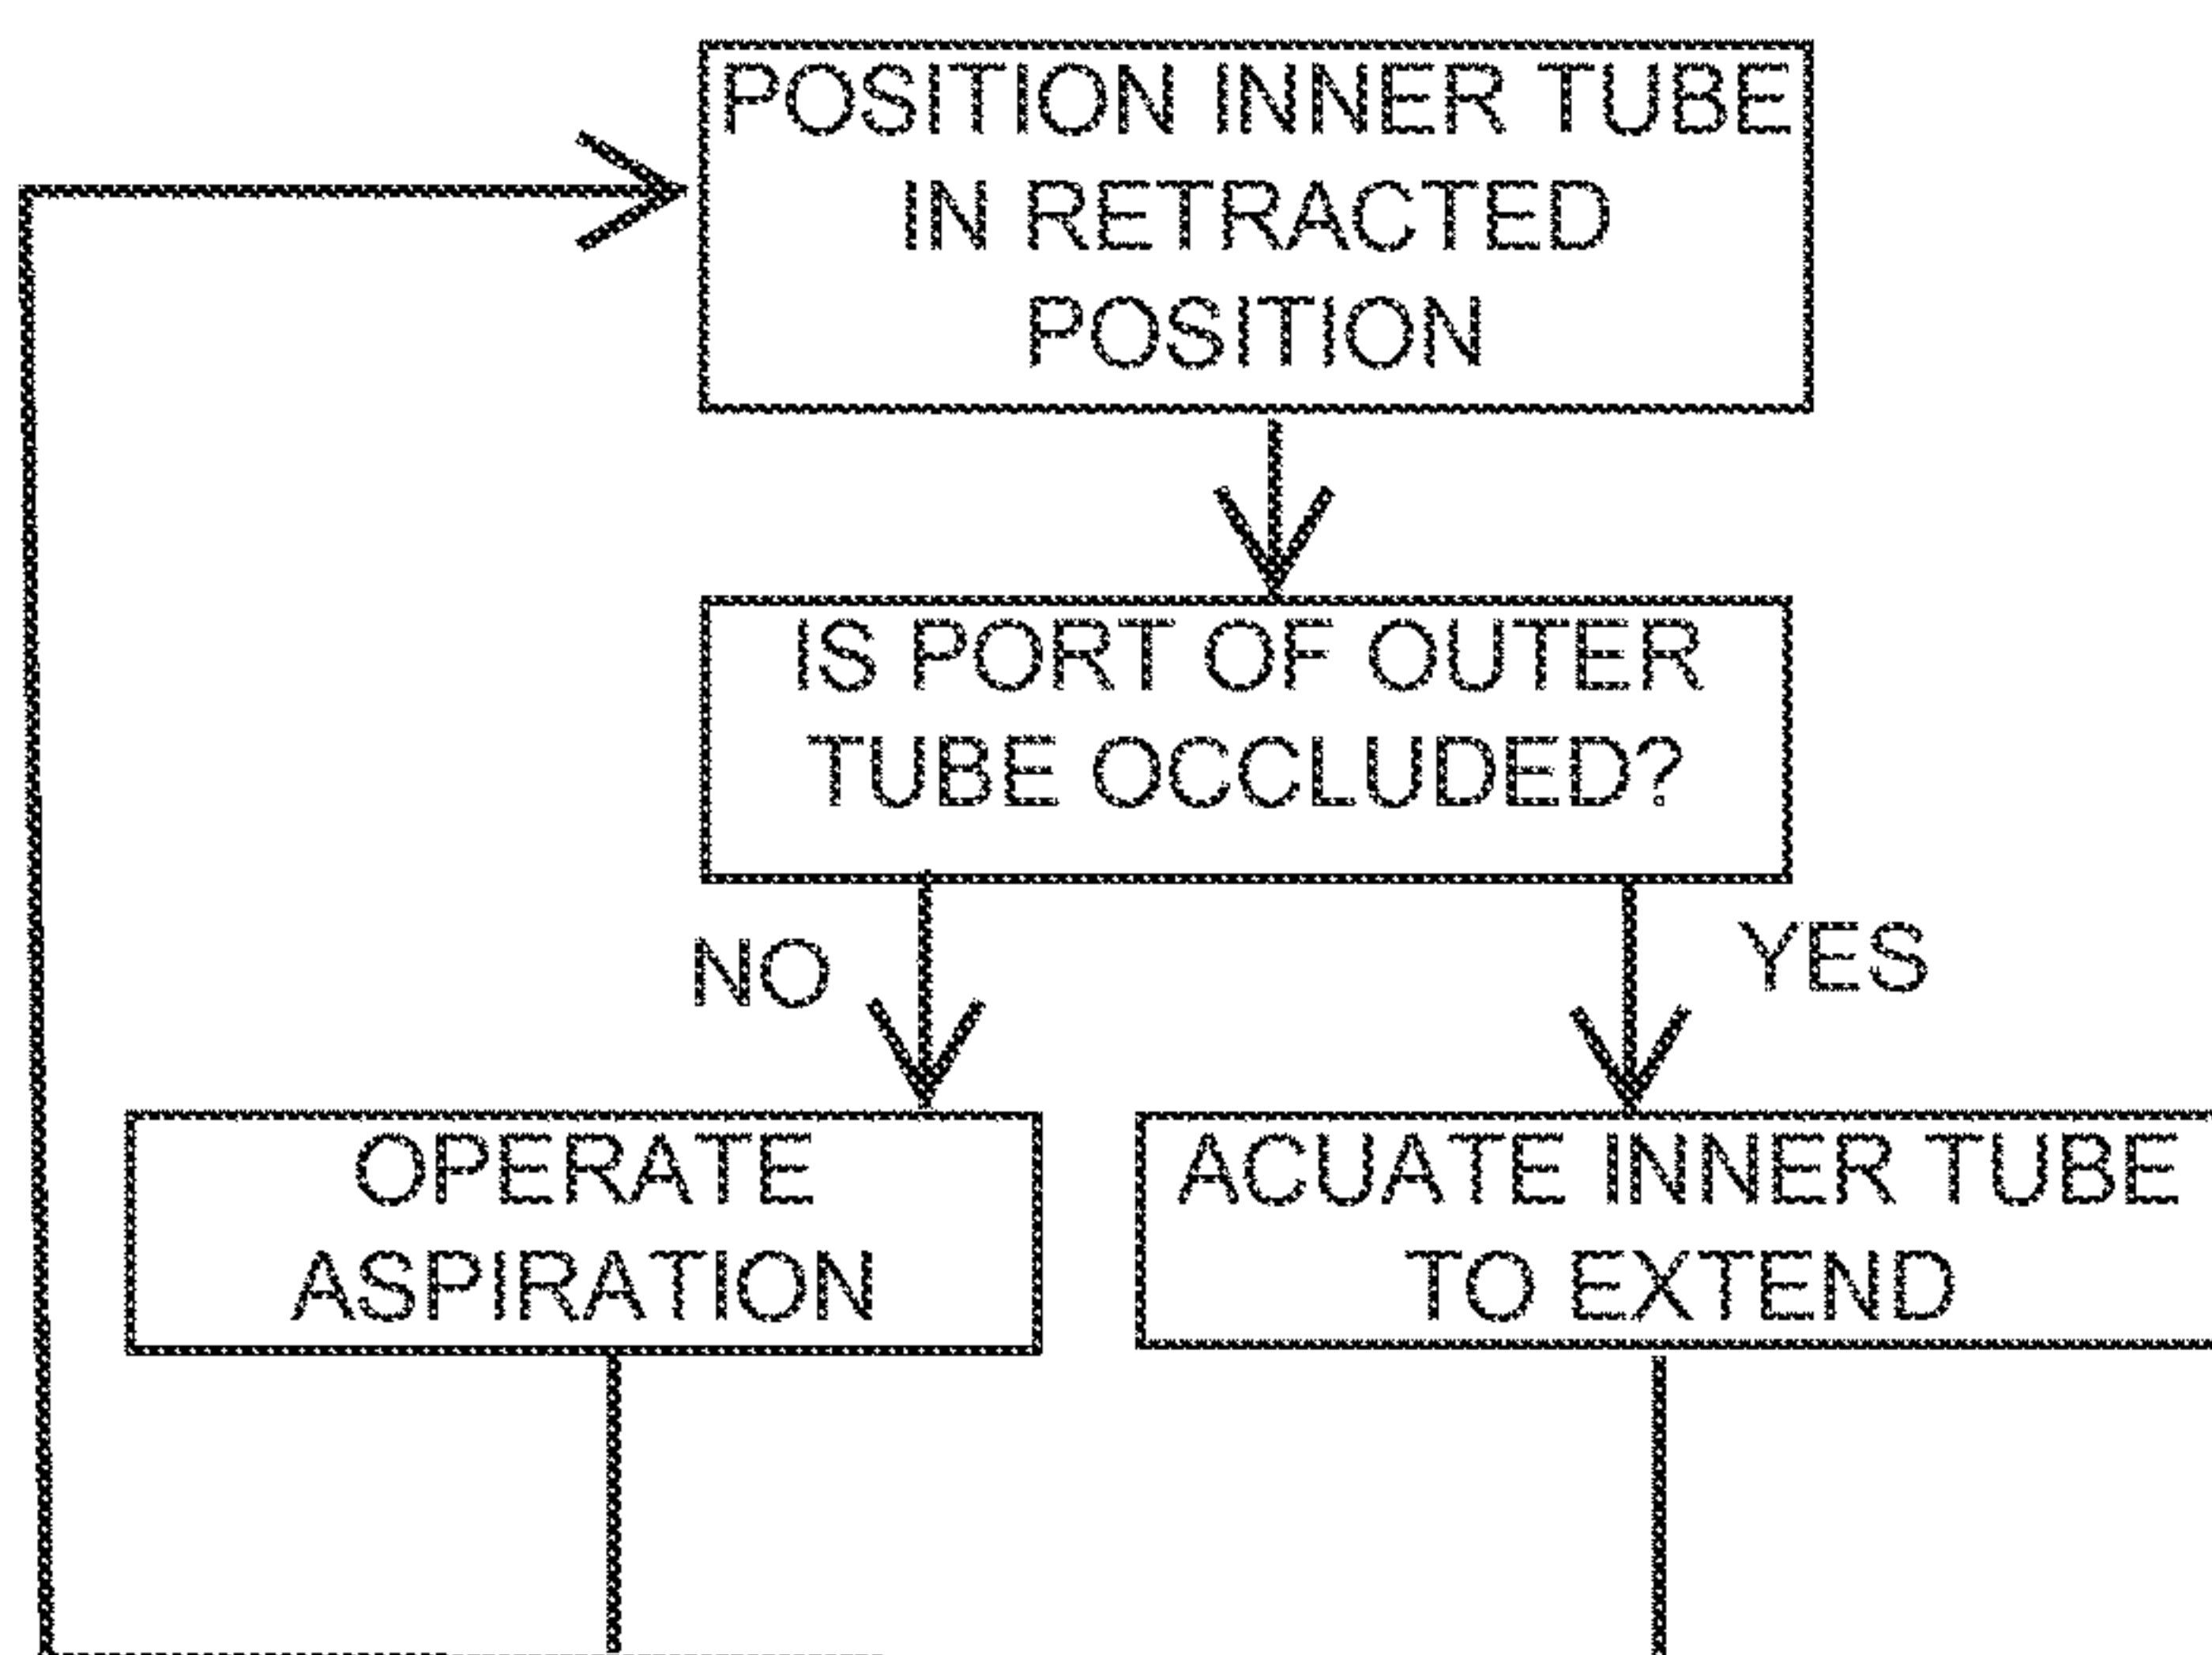 POSITION INNER TUBE
IN RETRACTED
POSITION
IS PORT OF OUTER
TUBE OCCLUDED?
NO
YES
OPERATE
ASPIRATION
ACUATE INNER TUBE
TO EXTEND